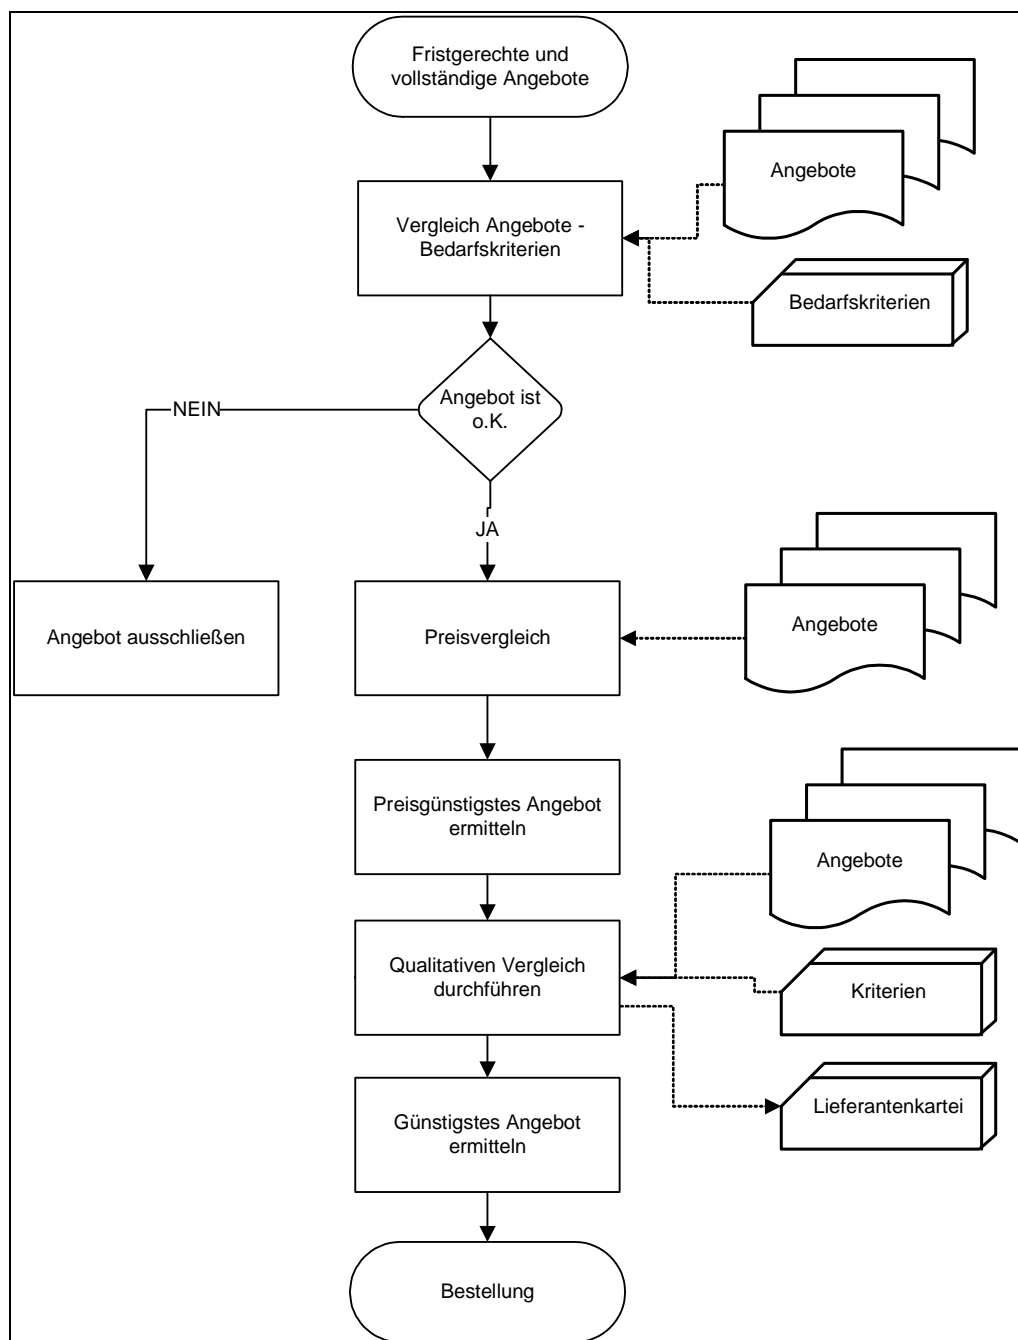 Fristgerechte und
vollständige Angebote
Angebote
Vergleich Angebote -
Bedarfskriterien
Bedarfskriterien
Angebot ist
o.K.
NEIN
JA
Angebot ausschließen
Preisvergleich
Angebote
Preisgünstigstes Angebot
ermitteln
Angebote
Qualitativen Vergleich
durchführen
Kriterien
Lieferantenkartei
Günstigstes Angebot
ermitteln
Bestellung